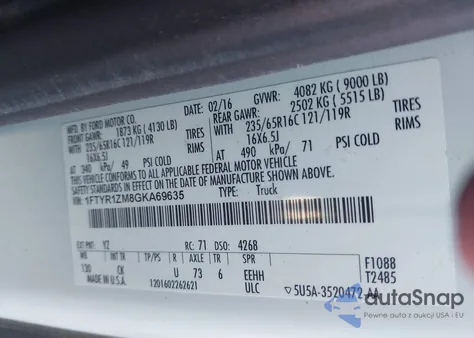 MFD. BY FORD MOTOR CO.
DATE: 02/16 GVWR: 4082 KG (9000 LB)
FRONT GAWR: 1873 KG (4130 LB) REAR GAWR: 2502 KG (5515 LB)
WITH 235/65R16C 121/119R TIRES WITH 235/65R16C 121/119R TIRES
16X6.5J RIMS 16X6.5J RIMS
AT 340 kPa/ 49 PSI COLD AT 490 kPa/ 71 PSI COLD
THIS VEHICLE CONFORMS TO ALL APPLICABLE FEDERAL MOTOR VEHICLE
SAFETY STANDARDS IN EFFECT ON THE DATE OF MANUFACTURE SHOWN ABOVE.
VIN: 1FTYR1ZM8GKA69635 TYPE: Truck
EXT PNT: YZ RC: 71 DSO: 4268 F1088
WB INT TR TP/PS R AXLE TR SPR T2485
130 CK U 73 6 EEHH
MADE IN U.S.A. 1201602262621 ULC 5U5A-3520472-AA
autaSnap
Pewne auto z aukcji USA i EU